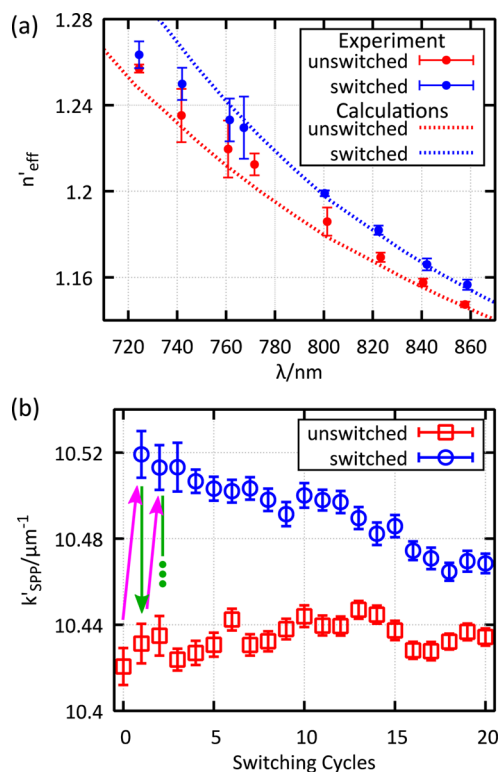 (a)
1.28
1.24
1.2
1.16
n'eff
Experiment
unswitched
switched
Calculations
unswitched
switched
720 740 760 780 800 820 840 860
λ/nm
(b)
10.52
10.48
10.44
10.4
k'SPP/µm⁻¹
unswitched
switched
0 5 10 15 20
Switching Cycles